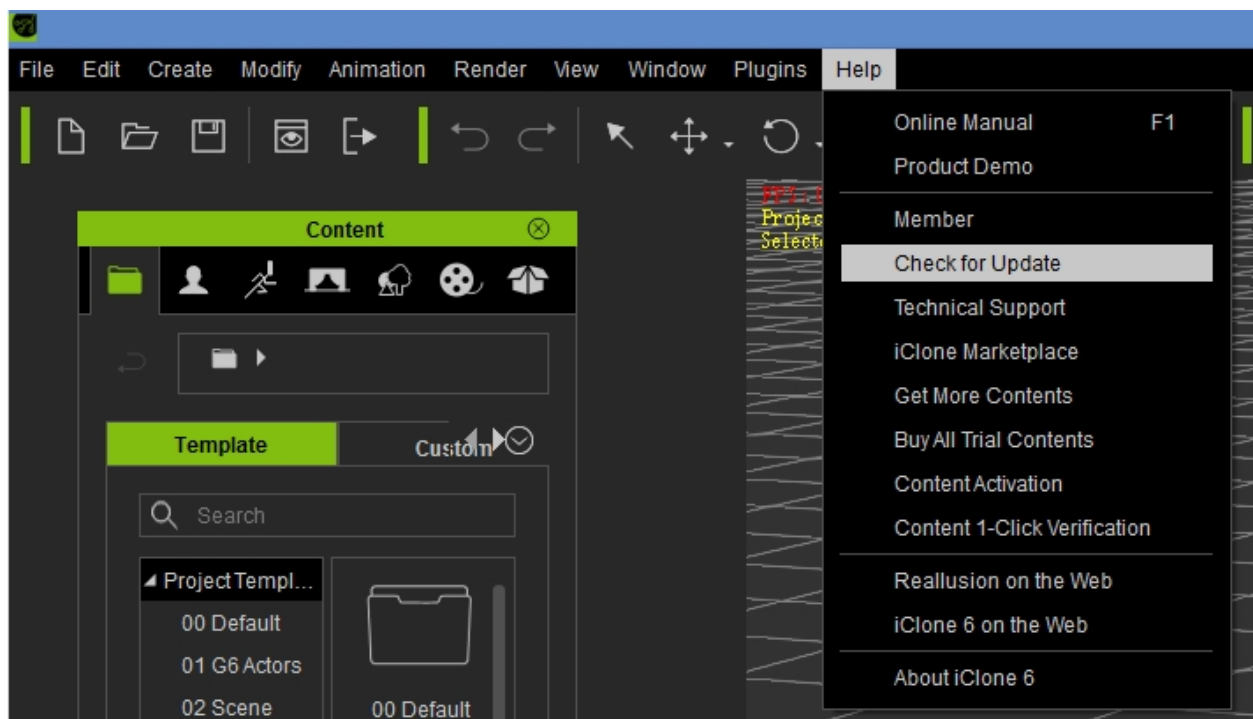 File Edit Create Modify Animation Render View Window Plugins Help
Online Manual F1
Product Demo
Member
Check for Update
Technical Support
iClone Marketplace
Get More Contents
Buy All Trial Contents
Content Activation
Content 1-Click Verification
Reallusion on the Web
iClone 6 on the Web
About iClone 6
Content
Template Custom
Search
Project Templ...
00 Default
01 G6 Actors
02 Scene
00 Default